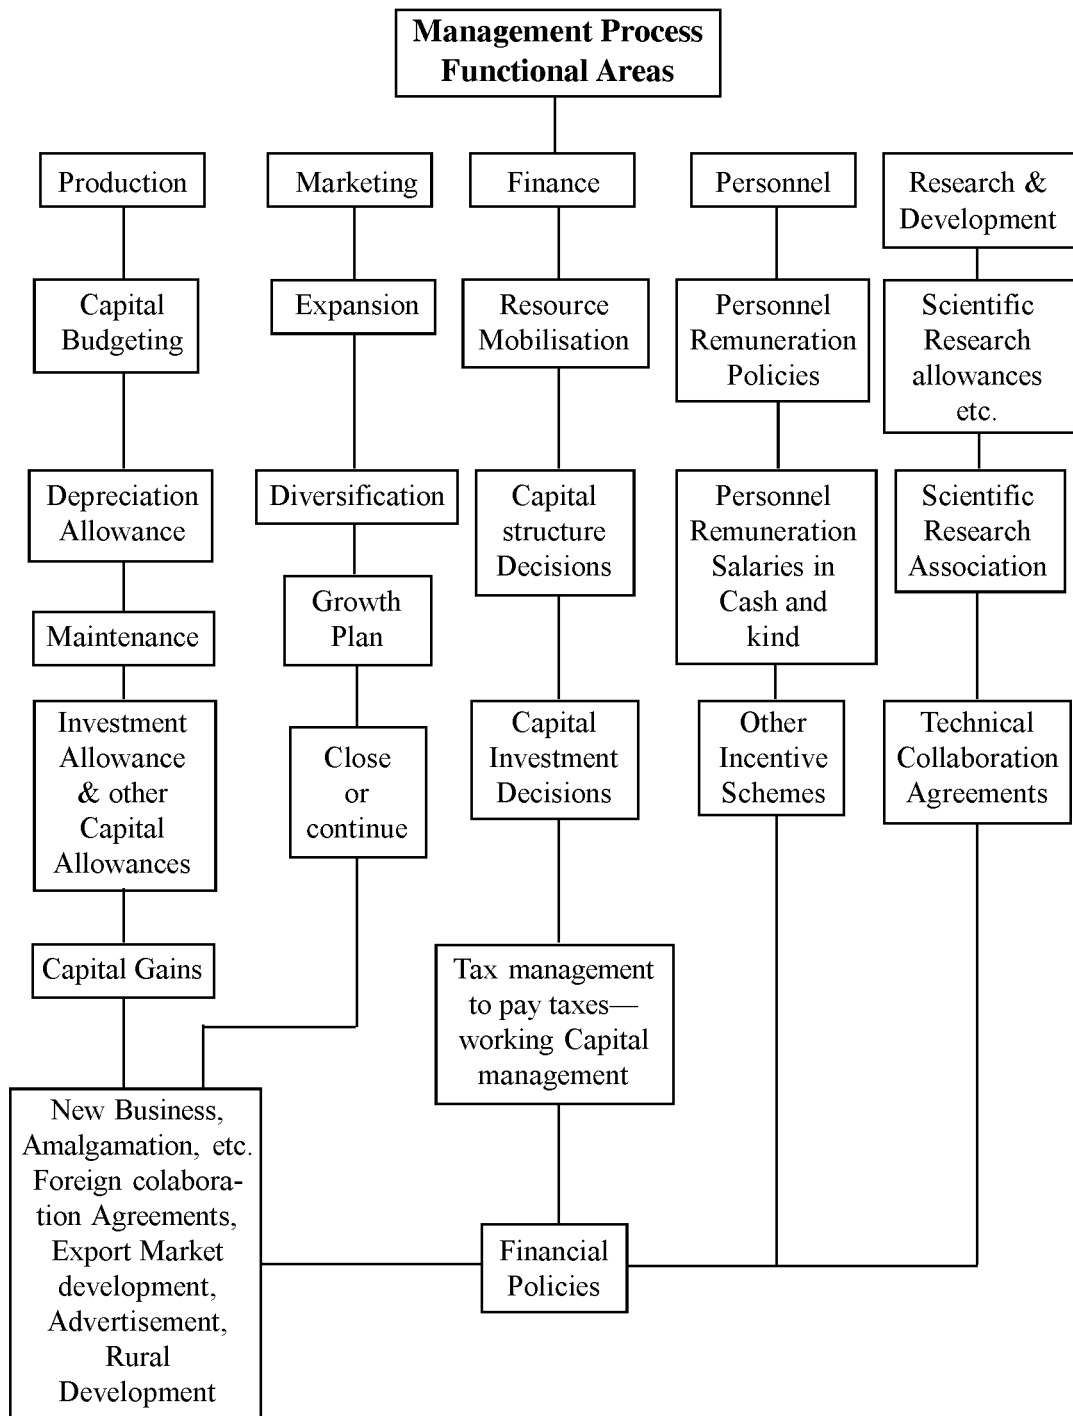 Management Process
Functional Areas
Production
Marketing
Finance
Personnel
Research &
Development
Capital
Budgeting
Expansion
Resource
Mobilisation
Personnel
Remuneration
Policies
Scientific
Research
allowances
etc.
Depreciation
Allowance
Diversification
Capital
structure
Decisions
Personnel
Remuneration
Salaries in
Cash and
kind
Scientific
Research
Association
Maintenance
Growth
Plan
Investment
Allowance
& other
Capital
Allowances
Close
or
continue
Capital
Investment
Decisions
Other
Incentive
Schemes
Technical
Collaboration
Agreements
Capital Gains
Tax management
to pay taxes—
working Capital
management
New Business,
Amalgamation, etc.
Foreign colabora-
tion Agreements,
Export Market
development,
Advertisement,
Rural
Development
Financial
Policies